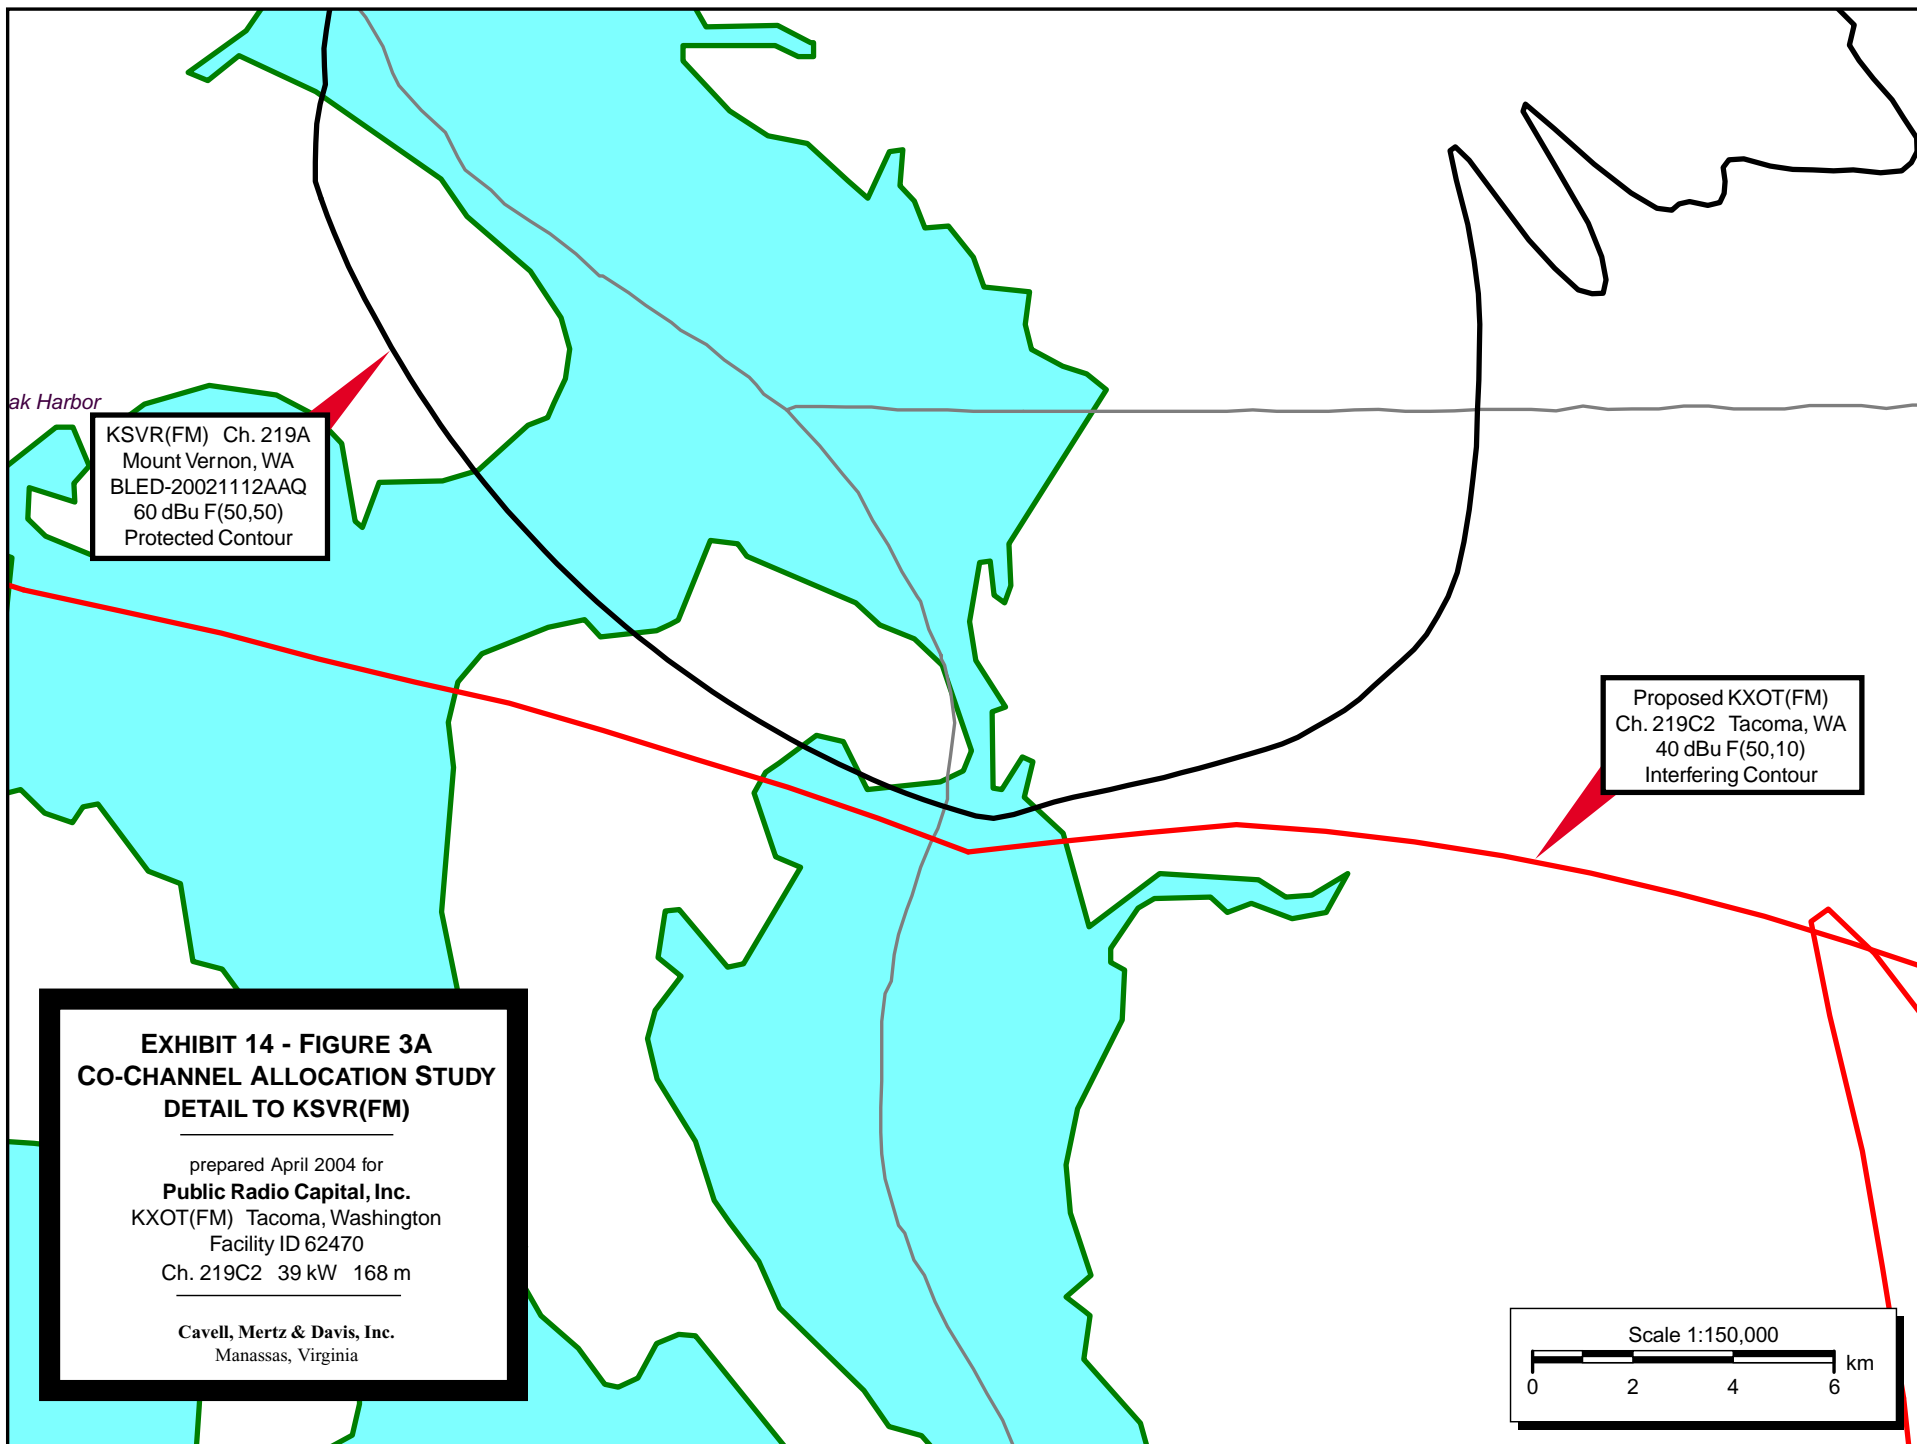 ak Harbor
KSVR(FM) Ch. 219A
Mount Vernon, WA
BLED-20021112AAQ
60 dBu F(50,50)
Protected Contour
Proposed KXOT(FM)
Ch. 219C2 Tacoma, WA
40 dBu F(50,10)
Interfering Contour
EXHIBIT 14 - FIGURE 3A
CO-CHANNEL ALLOCATION STUDY
DETAIL TO KSVR(FM)
prepared April 2004 for
Public Radio Capital, Inc.
KXOT(FM) Tacoma, Washington
Facility ID 62470
Ch. 219C2 39 kW 168 m
Cavell, Mertz & Davis, Inc.
Manassas, Virginia
Scale 1:150,000
km
0 2 4 6